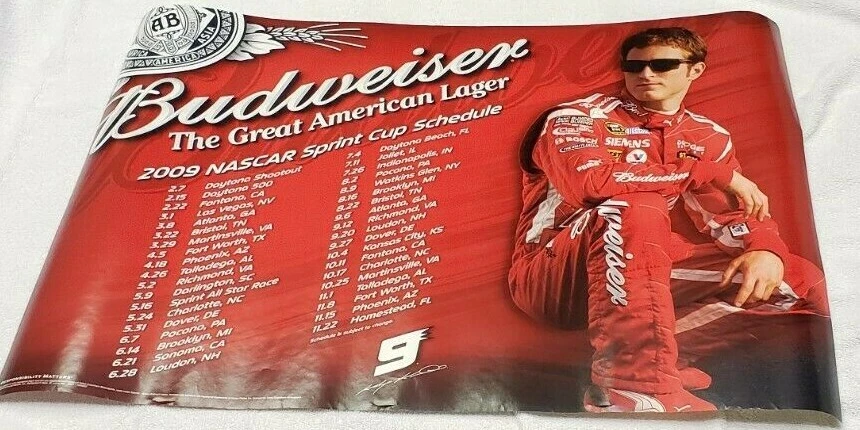 AB
AMERICA
ASIA
Budweiser
The Great American Lager
2009 NASCAR Sprint Cup Schedule
2.7 Daytona Shootout
2.15 Daytona 500
2.22 Fontana, CA
3.1 Las Vegas, NV
3.8 Atlanta, GA
3.22 Bristol, TN
3.29 Martinsville, VA
4.5 Fort Worth, TX
4.18 Phoenix, AZ
4.26 Talladega, AL
5.2 Richmond, VA
5.9 Darlington, SC
5.16 Sprint All Star Race
5.24 Charlotte, NC
5.31 Dover, DE
6.7 Pocono, PA
6.14 Brooklyn, MI
6.21 Sonoma, CA
6.28 Loudon, NH
7.4 Daytona Beach, FL
7.11 Joliet, IL
7.26 Indianapolis, IN
8.2 Pocono, PA
8.9 Watkins Glen, NY
8.16 Brooklyn, MI
8.22 Bristol, TN
9.6 Atlanta, GA
9.12 Richmond, VA
9.20 Loudon, NH
9.27 Dover, DE
10.4 Kansas City, KS
10.11 Fontana, CA
10.17 Charlotte, NC
10.25 Martinsville, VA
11.1 Talladega, AL
11.8 Fort Worth, TX
11.15 Phoenix, AZ
11.22 Homestead, FL
Schedule is subject to change.
9
RESPONSIBILITY MATTERS
BOSCH
SIEMENS
PUMA
Budweiser
weiser